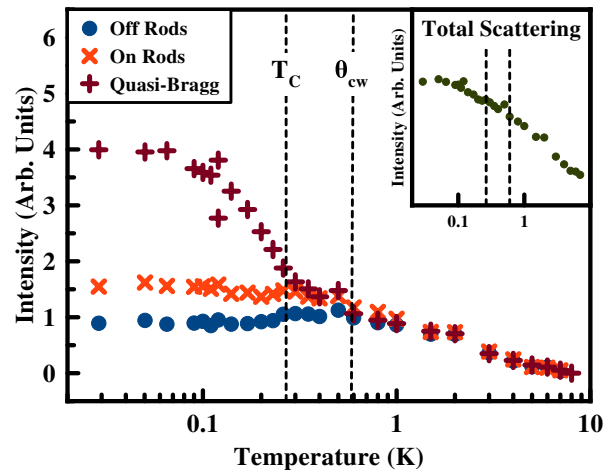 Off Rods
On Rods
Quasi-Bragg
T_C
θ_cw
Total Scattering
Intensity (Arb. Units)
0.1
1
6
5
4
3
2
1
0
Intensity (Arb. Units)
0.1
1
10
Temperature (K)